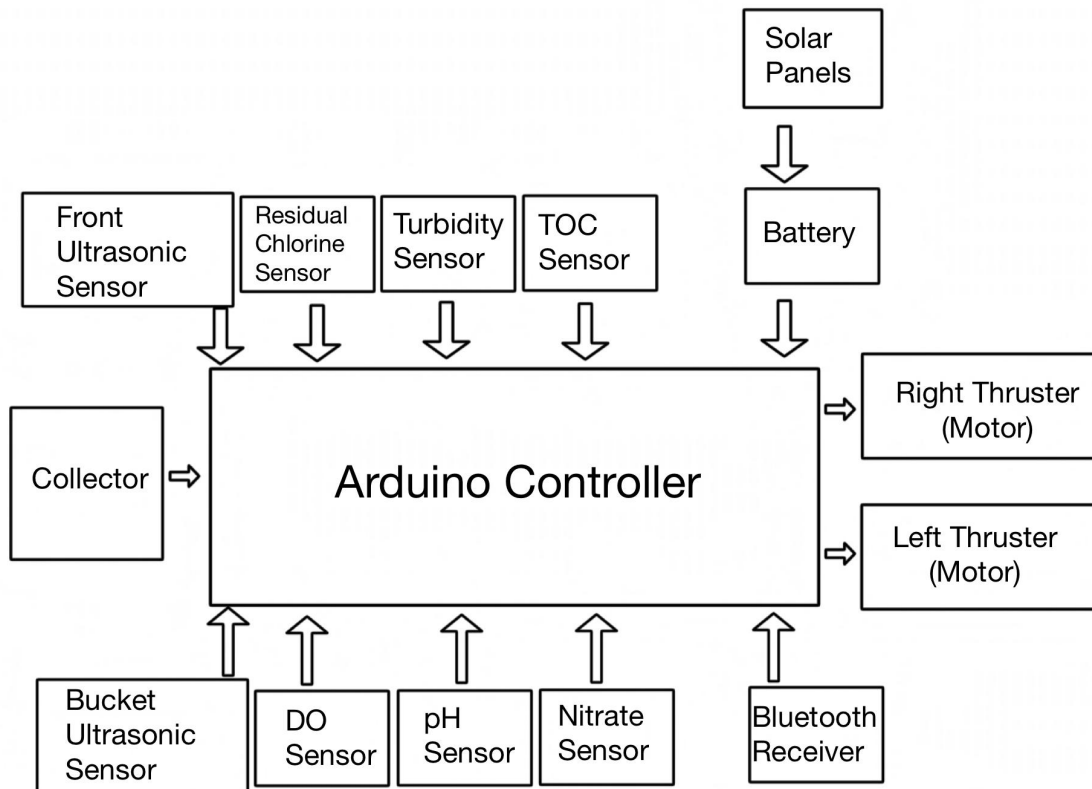 Solar
Panels
Front
Ultrasonic
Sensor
Residual
Chlorine
Sensor
Turbidity
Sensor
TOC
Sensor
Battery
Collector
Arduino Controller
Right Thruster
(Motor)
Left Thruster
(Motor)
Bucket
Ultrasonic
Sensor
DO
Sensor
pH
Sensor
Nitrate
Sensor
Bluetooth
Receiver